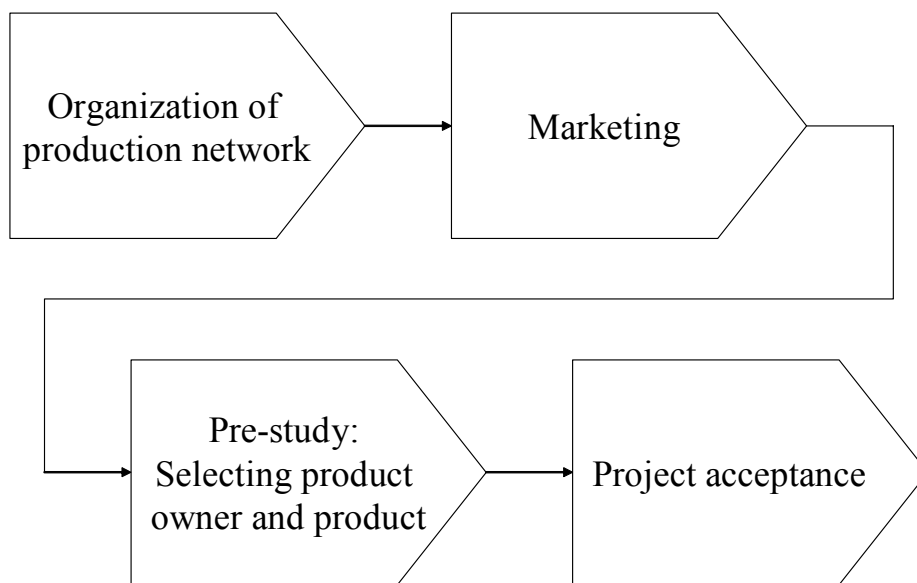 Organization of
production network
Marketing
Pre-study:
Selecting product
owner and product
Project acceptance